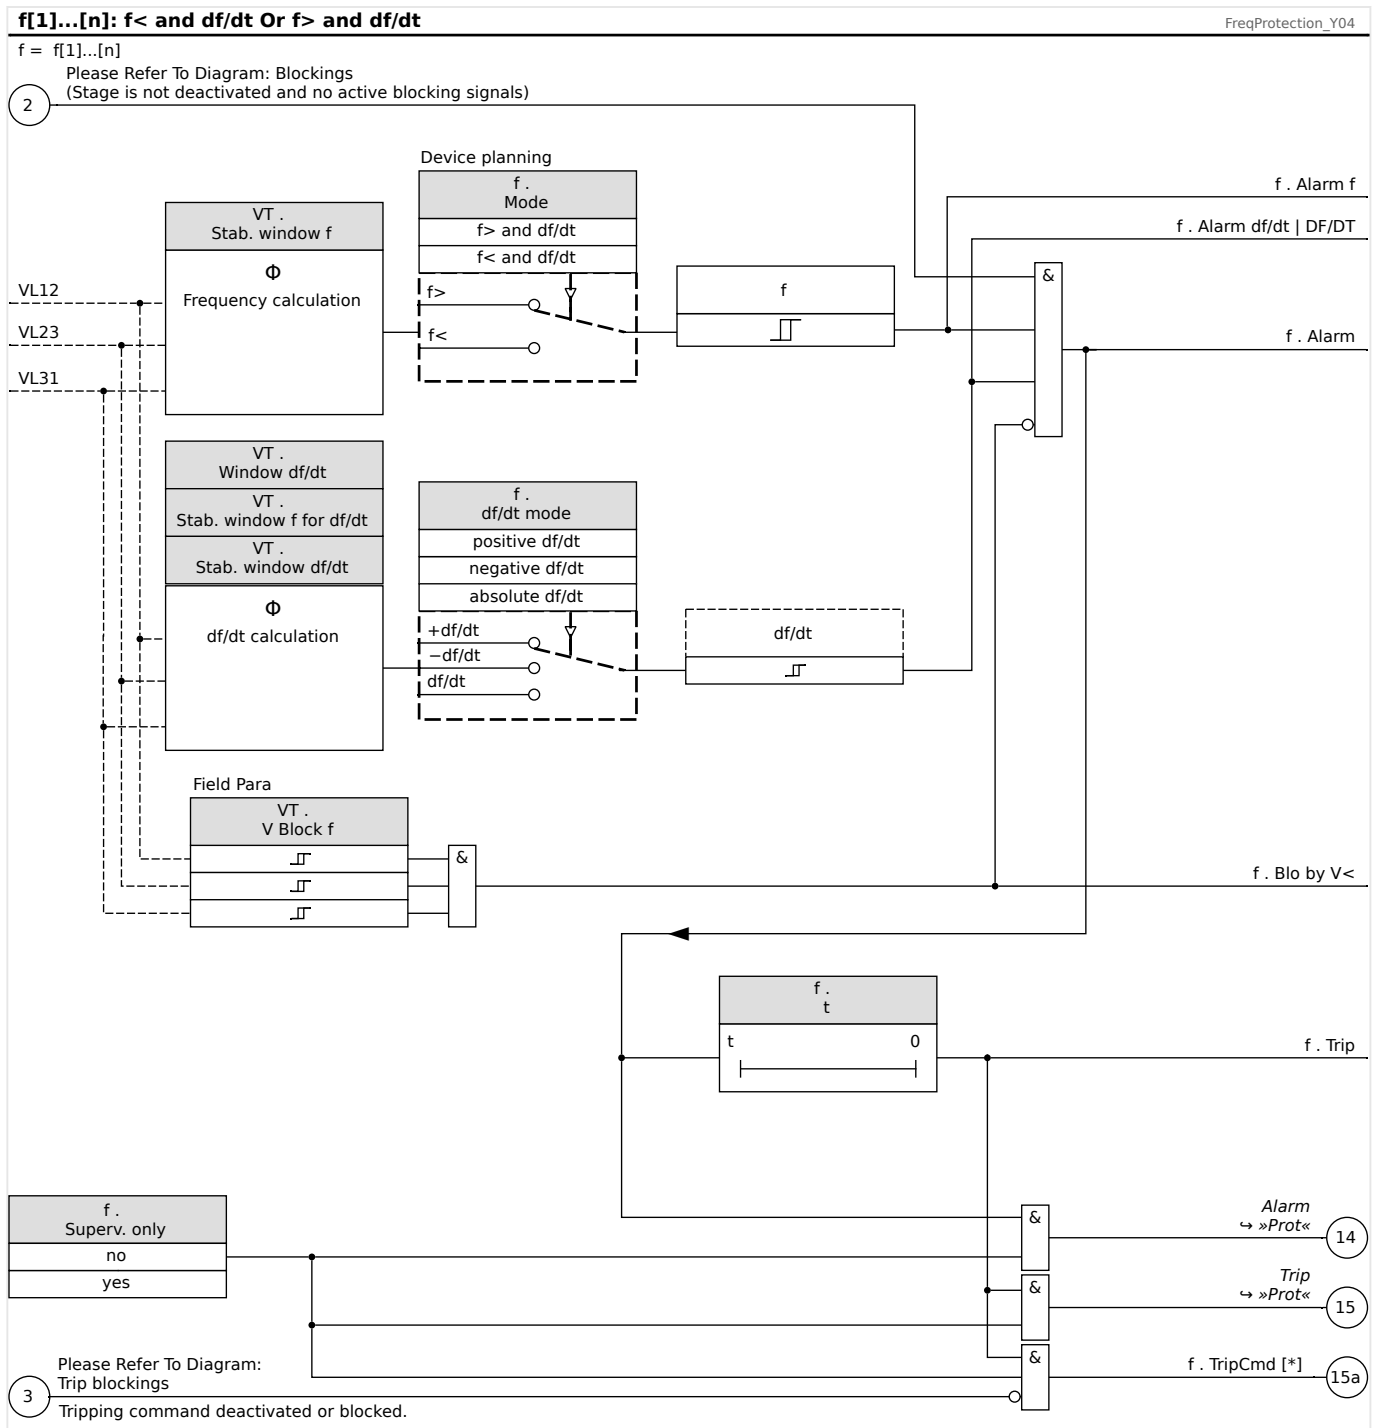 f[1]...[n]: f< and df/dt Or f> and df/dt
FreqProtection_Y04
f = f[1]...[n]
Please Refer To Diagram: Blockings
(Stage is not deactivated and no active blocking signals)
2
Device planning
f .
Mode
f> and df/dt
f< and df/dt
f>
f<
VT .
Stab. window f
Φ
Frequency calculation
VL12
VL23
VL31
f
f . Alarm f
f . Alarm df/dt | DF/DT
&
f . Alarm
VT .
Window df/dt
VT .
Stab. window f for df/dt
VT .
Stab. window df/dt
Φ
df/dt calculation
f .
df/dt mode
positive df/dt
negative df/dt
absolute df/dt
+df/dt
−df/dt
df/dt
df/dt
Field Para
VT .
V Block f
&
f . Blo by V<
f .
t
t 0
f . Trip
f .
Superv. only
no
yes
&
Alarm
↪ »Prot«
14
&
Trip
↪ »Prot«
15
&
f . TripCmd [*]
15a
Please Refer To Diagram:
Trip blockings
3
Tripping command deactivated or blocked.